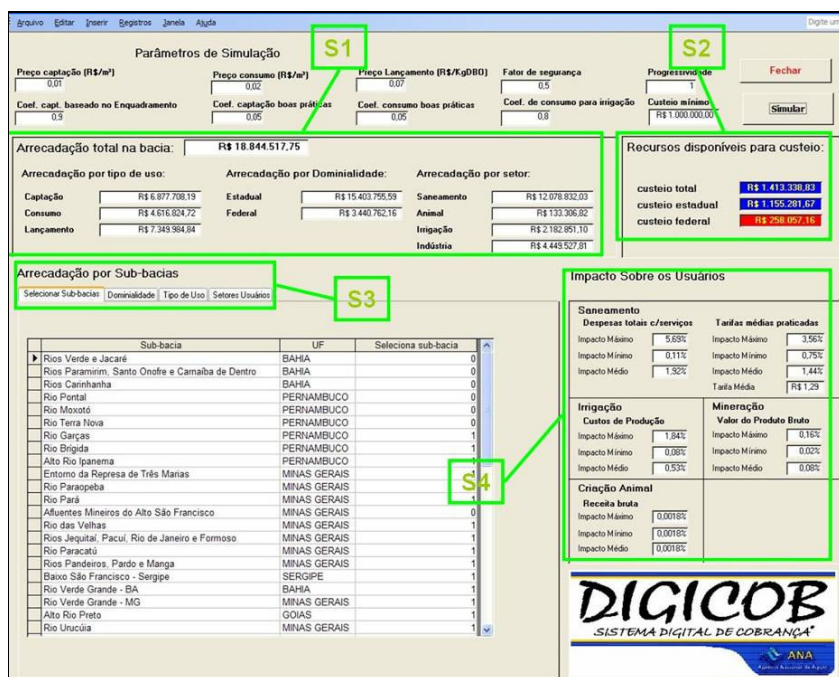 Arquivo Editar Inserir Registros Janela Ajuda Digite um
Parâmetros de Simulação
S1
S2
Preço captação (R$/m³) Preço consumo (R$/m³) Preço Lançamento (R$/KgDBO) Fator de segurança Progressividade Fechar
0,01 0,02 0,07 0,5 1
Coef. capt. baseado no Enquadramento Coef. captação boas práticas Coef. consumo boas práticas Coef. de consumo para irrigação Custeio mínimo Simular
0,9 0,05 0,05 0,8 R$ 1.000.000,00
Arrecadação total na bacia: R$ 18.844.517,75
Arrecadação por tipo de uso: Arrecadação por Dominialidade: Arrecadação por setor:
Captação R$ 6.877.708,19 Estadual R$ 15.403.755,59 Saneamento R$ 12.078.832,03
Consumo R$ 4.616.824,72 Federal R$ 3.440.762,16 Animal R$ 133.306,82
Lançamento R$ 7.349.984,84 Irrigação R$ 2.182.851,10
Indústria R$ 4.449.527,81
Recursos disponíveis para custeio:
custeio total R$ 1.413.338,83
custeio estadual R$ 1.155.281,67
custeio federal R$ 258.057,16
Arrecadação por Sub-bacias
Selecionar Sub-bacias Dominialidade Tipo de Uso Setores Usuários
S3
Sub-bacia UF Seleciona sub-bacia
Rios Verde e Jacaré BAHIA 0
Rios Paramirim, Santo Onofre e Carnaíba de Dentro BAHIA 0
Rios Carinhanha BAHIA 0
Rio Pontal PERNAMBUCO 0
Rio Moxotó PERNAMBUCO 0
Rio Terra Nova PERNAMBUCO 0
Rio Garças PERNAMBUCO 1
Rio Brígida PERNAMBUCO 1
Alto Rio Ipanema PERNAMBUCO 1
Entorno da Represa de Três Marias MINAS GERAIS
Rio Paraopeba MINAS GERAIS
Rio Pará MINAS GERAIS
Afluentes Mineiros do Alto São Francisco MINAS GERAIS 0
Rio das Velhas MINAS GERAIS 1
Rios Jequitaí, Pacuí, Rio de Janeiro e Formoso MINAS GERAIS 1
Rio Paracatú MINAS GERAIS 1
Rios Pandeiros, Pardo e Manga MINAS GERAIS 1
Baixo São Francisco - Sergipe SERGIPE 1
Rio Verde Grande - BA BAHIA 1
Rio Verde Grande - MG MINAS GERAIS 1
Alto Rio Preto GOIAS 1
Rio Urucúia MINAS GERAIS 1
S4
Impacto Sobre os Usuários
Saneamento
Despesas totais c/serviços Tarifas médias praticadas
Impacto Máximo 5,69% Impacto Máximo 3,56%
Impacto Mínimo 0,11% Impacto Mínimo 0,75%
Impacto Médio 1,92% Impacto Médio 1,44%
Tarifa Média R$ 1,29
Irrigação Mineração
Custos de Produção Valor do Produto Bruto
Impacto Máximo 1,84% Impacto Máximo 0,16%
Impacto Mínimo 0,08% Impacto Mínimo 0,02%
Impacto Médio 0,53% Impacto Médio 0,08%
Criação Animal
Receita bruta
Impacto Máximo 0,0018%
Impacto Mínimo 0,0018%
Impacto Médio 0,0018%
DIGICOB
SISTEMA DIGITAL DE COBRANÇA
ANA